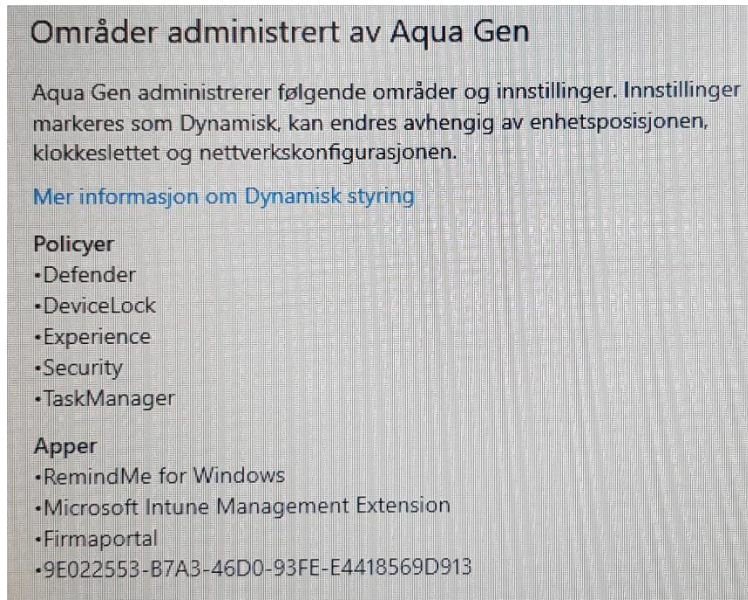 Områder administrert av Aqua Gen
Aqua Gen administrerer følgende områder og innstillinger. Innstillinger
markeres som Dynamisk, kan endres avhengig av enhetsposisjonen,
klokkeslettet og nettverkskonfigurasjonen.
Mer informasjon om Dynamisk styring
Policyer
•Defender
•DeviceLock
•Experience
•Security
•TaskManager
Apper
•RemindMe for Windows
•Microsoft Intune Management Extension
•Firmaportal
•9E022553-B7A3-46D0-93FE-E4418569D913